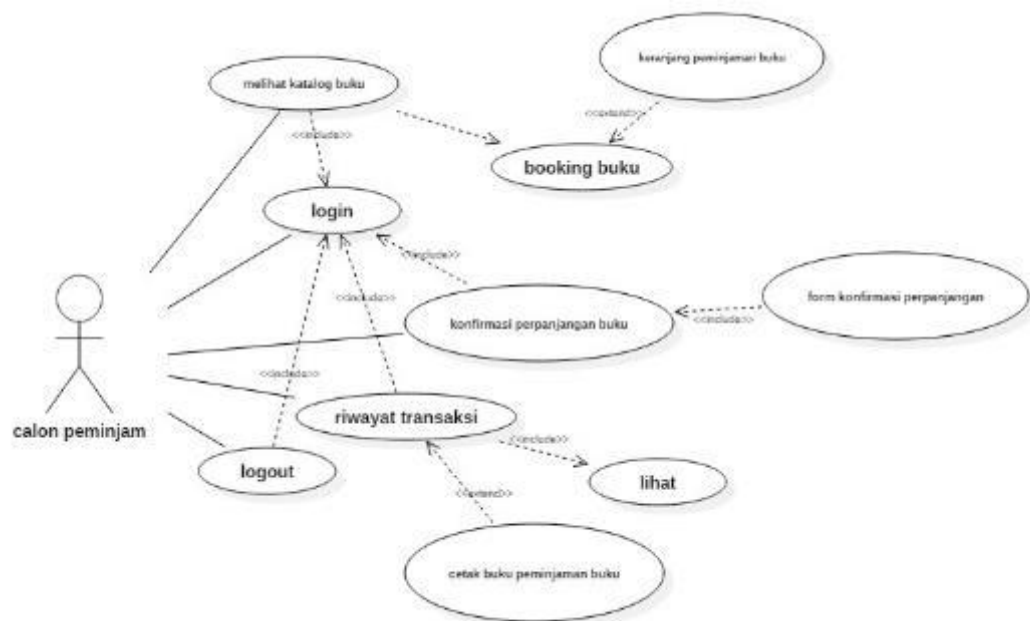 keranjang peminjaman buku
melihat katalog buku
<<extend>>
<<include>>
booking buku
login
<<include>>
form konfirmasi perpanjangan
<<include>>
konfirmasi perpanjangan buku
<<include>>
<<include>>
riwayat transaksi
calon peminjam
<<include>>
logout
lihat
<<extend>>
cetak buku peminjaman buku